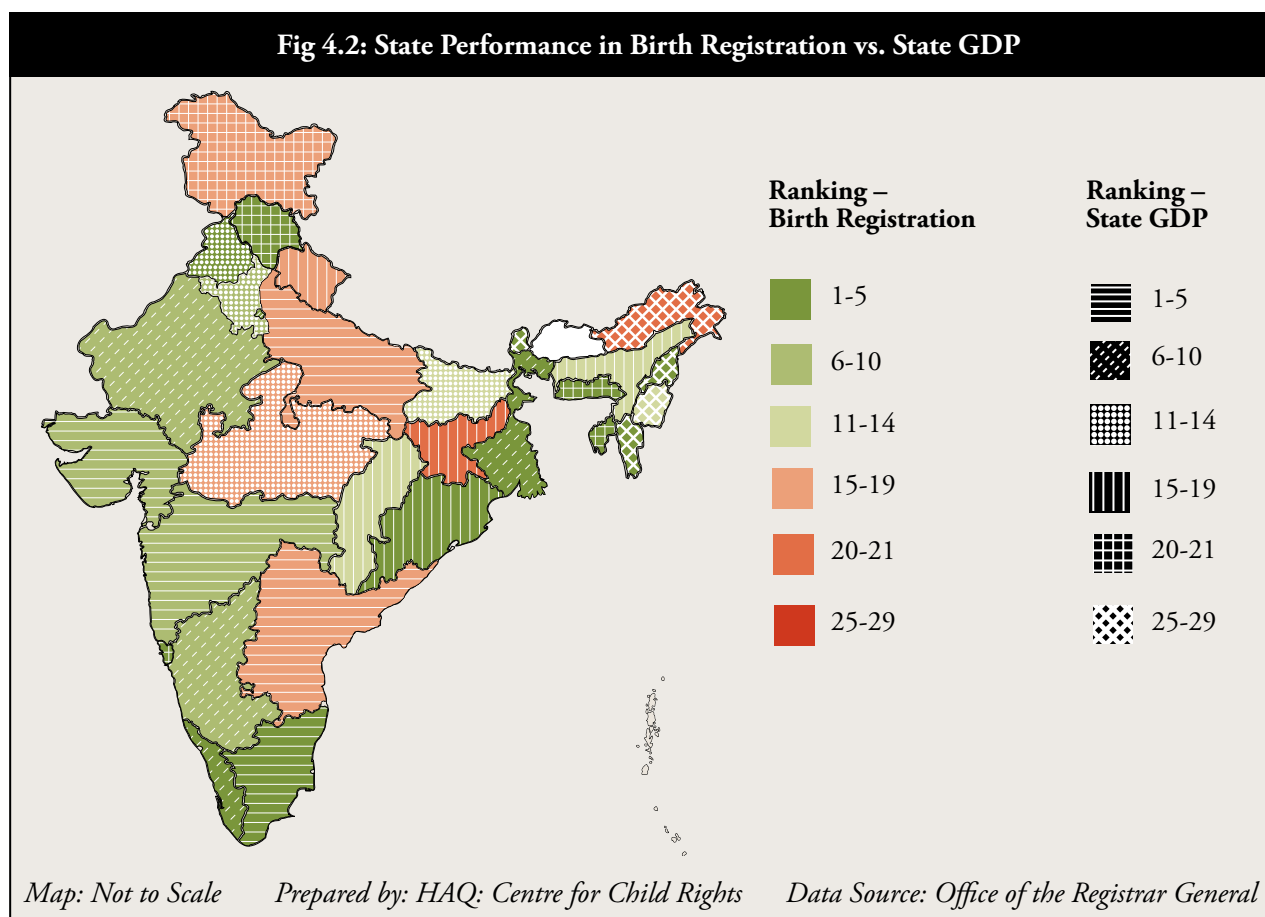 Fig 4.2: State Performance in Birth Registration vs. State GDP
Ranking –
Birth Registration
1-5
6-10
11-14
15-19
20-21
25-29
Ranking –
State GDP
1-5
6-10
11-14
15-19
20-21
25-29
Map: Not to Scale Prepared by: HAQ: Centre for Child Rights Data Source: Office of the Registrar General